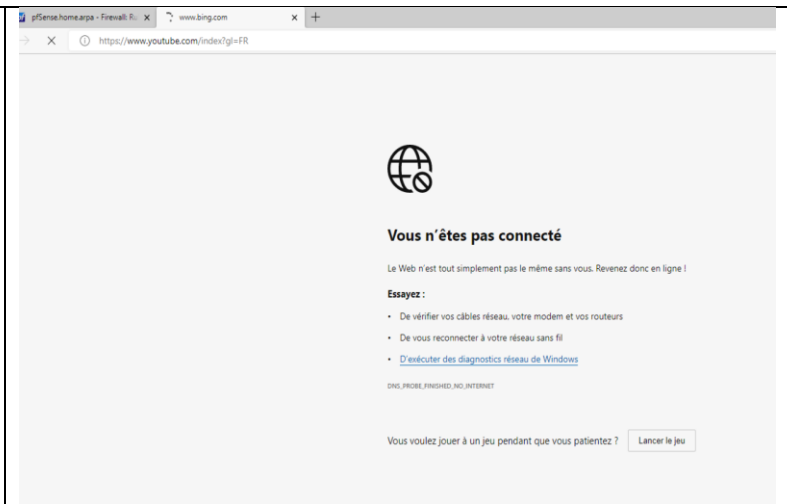 pfSense.home.arpa - Firewall: Ru
www.bing.com
https://www.youtube.com/index?gl=FR
Vous n'êtes pas connecté
Le Web n'est tout simplement pas le même sans vous. Revenez donc en ligne !
Essayez :
• De vérifier vos câbles réseau, votre modem et vos routeurs
• De vous reconnecter à votre réseau sans fil
• D'exécuter des diagnostics réseau de Windows
DNS_PROBE_FINISHED_NO_INTERNET
Vous voulez jouer à un jeu pendant que vous patientez ? Lancer le jeu